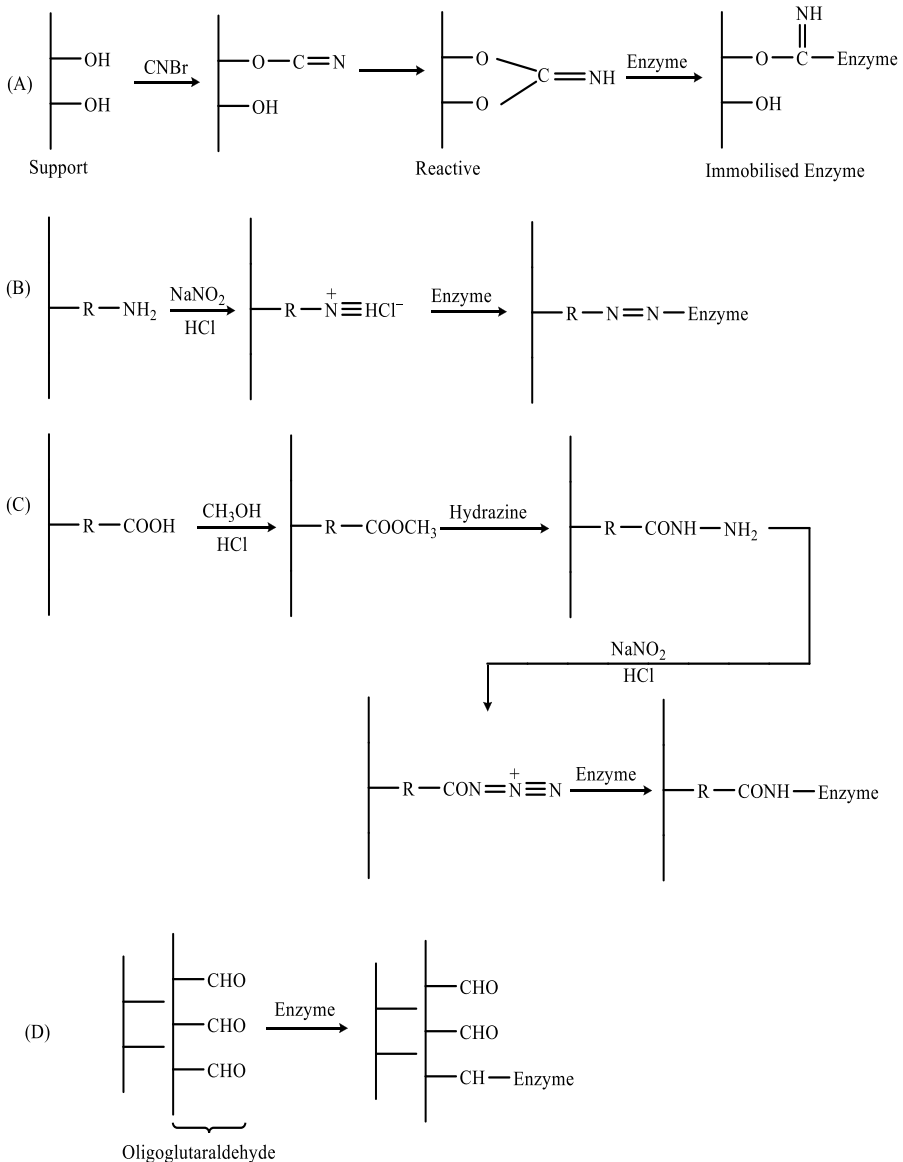 (A) OH OH CNBr O—C=N OH O O C=NH Enzyme NH O—C—Enzyme OH
Support Reactive Immobilised Enzyme
(B) R—NH₂ NaNO₂ HCl R—N⁺≡HCl⁻ Enzyme R—N=N—Enzyme
(C) R—COOH CH₃OH HCl R—COOCH₃ Hydrazine R—CONH—NH₂
NaNO₂
HCl
R—CON=N⁺≡N Enzyme R—CONH—Enzyme
(D) CHO CHO CHO Enzyme CHO CHO CH—Enzyme
Oligoglutaraldehyde